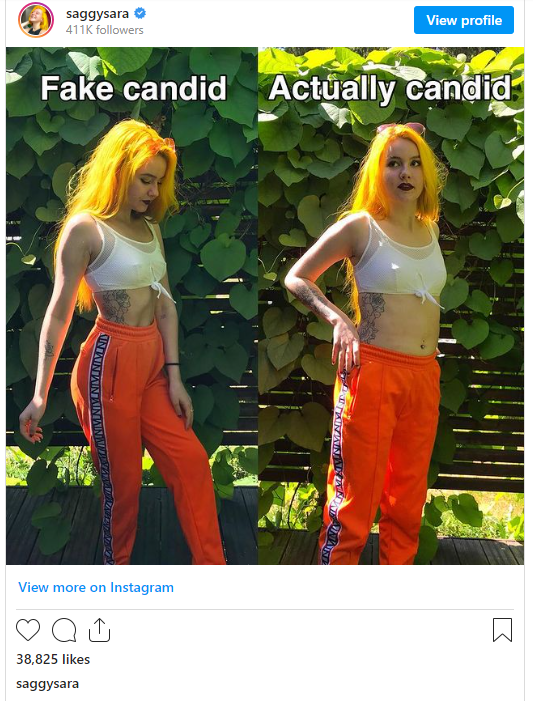 saggysara
411K followers
View profile
Fake candid
Actually candid
View more on Instagram
38,825 likes
saggysara